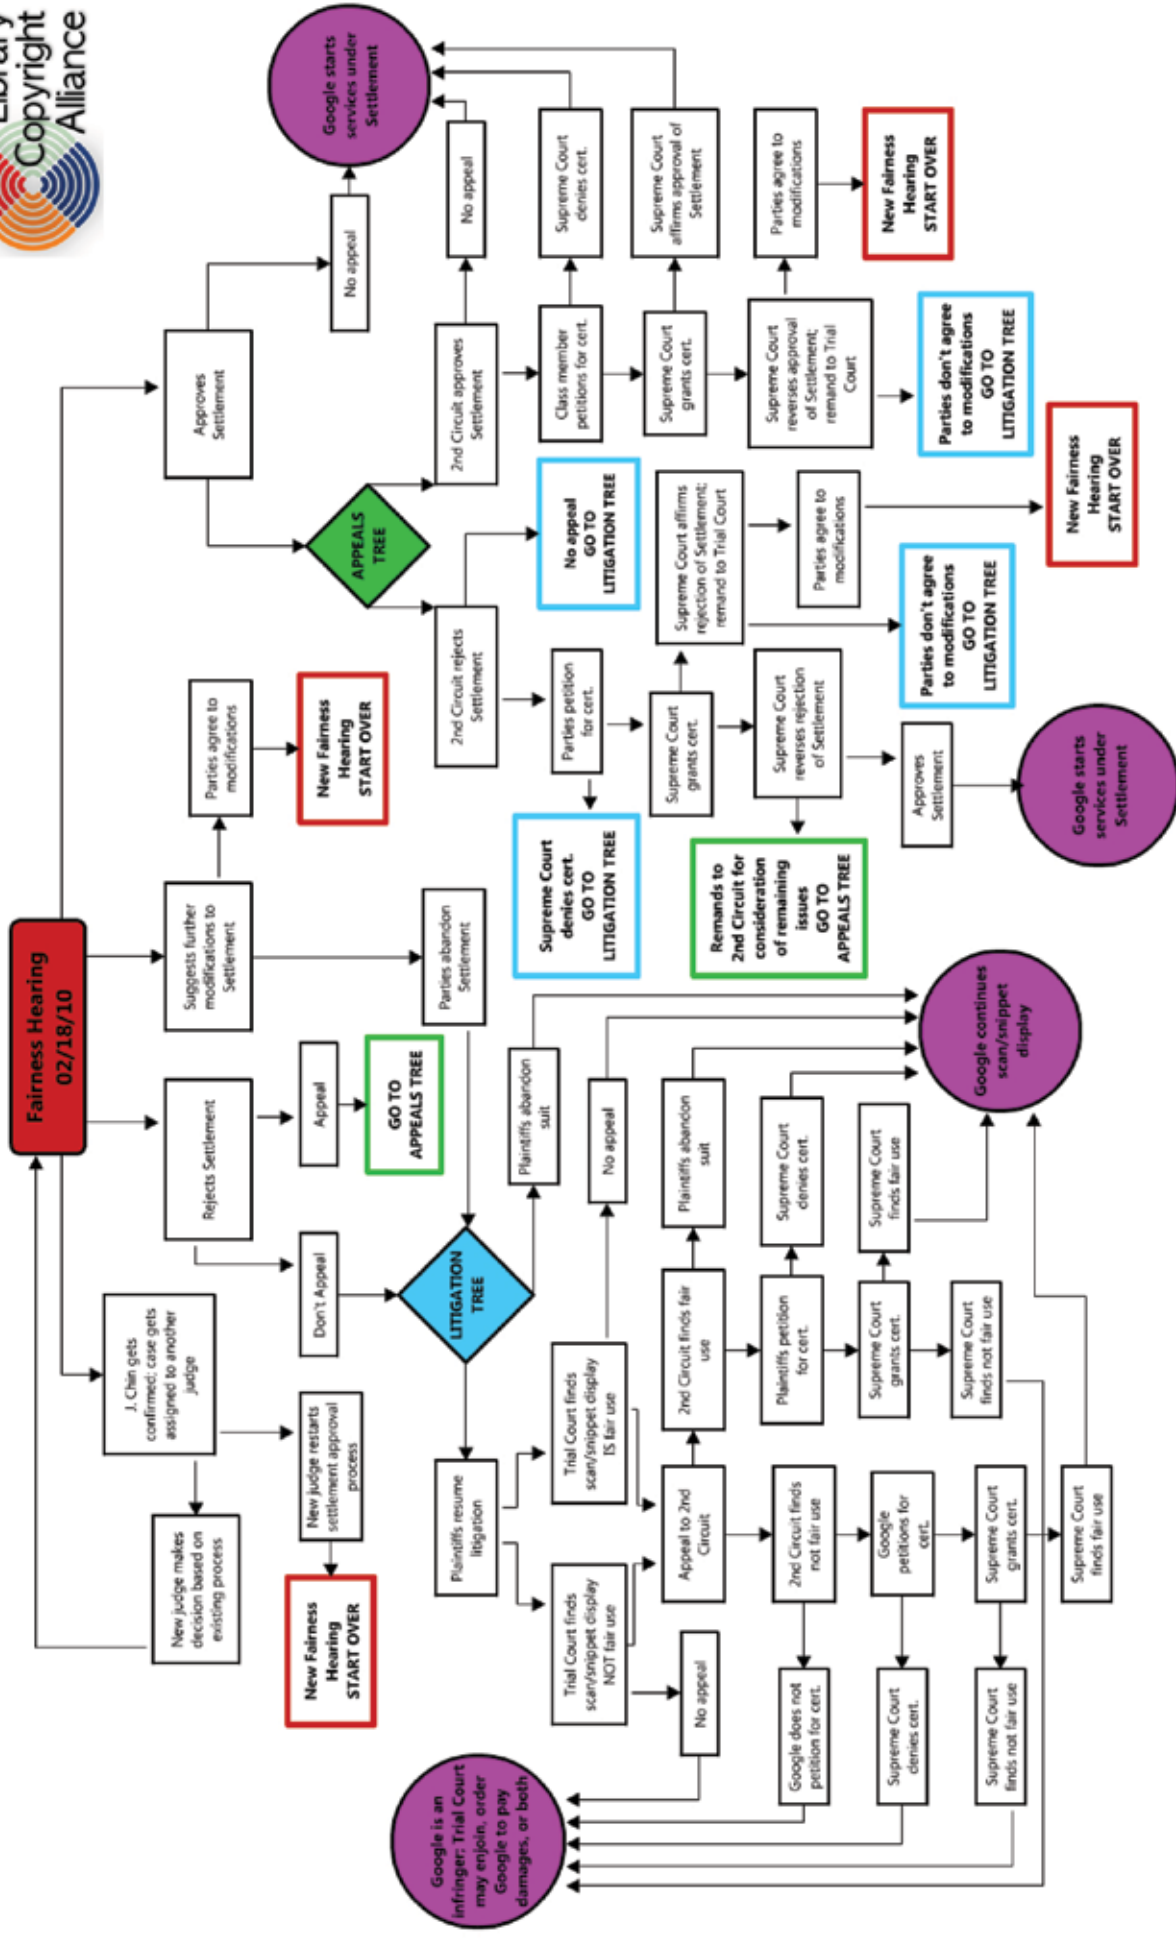 Library
Copyright
Alliance
Fairness Hearing
02/18/10
J. Chin gets
confirmed; case gets
assigned to another
judge
New judge makes
decision based on
existing process
New judge restarts
settlement approval
process
New Fairness
Hearing
START OVER
Rejects Settlement
Don't Appeal
Appeal
GO TO
APPEALS TREE
Suggests further
modifications to
Settlement
Parties agree to
modifications
New Fairness
Hearing
START OVER
Parties abandon
Settlement
Approves
Settlement
No appeal
Google starts
services under
Settlement
APPEALS
TREE
2nd Circuit rejects
Settlement
No appeal
GO TO
LITIGATION TREE
Parties petition
for cert.
Supreme Court
denies cert.
GO TO
LITIGATION TREE
Supreme Court
grants cert.
Supreme Court affirms
rejection of Settlement;
remand to Trial Court
Parties agree to
modifications
New Fairness
Hearing
START OVER
Parties don't agree
to modifications
GO TO
LITIGATION TREE
Supreme Court
reverses rejection
of Settlement
Remands to
2nd Circuit for
consideration
of remaining
issues
GO TO
APPEALS TREE
Approves
Settlement
Google starts
services under
Settlement
2nd Circuit approves
Settlement
No appeal
Class member
petitions for cert.
Supreme Court
denies cert.
Supreme Court
grants cert.
Supreme Court
affirms approval of
Settlement
Supreme Court
reverses approval
of Settlement;
remand to Trial
Court
Parties agree to
modifications
New Fairness
Hearing
START OVER
Parties don't agree
to modifications
GO TO
LITIGATION TREE
LITIGATION
TREE
Plaintiffs abandon
suit
Plaintiffs resume
litigation
Trial Court finds
scan/snippet display
NOT fair use
Trial Court finds
scan/snippet display
IS fair use
No appeal
No appeal
Appeal to 2nd
Circuit
2nd Circuit finds fair
use
Plaintiffs abandon
suit
Plaintiffs petition
for cert.
Supreme Court
denies cert.
Supreme Court
grants cert.
Supreme Court
finds fair use
Supreme Court
finds not fair use
2nd Circuit finds
not fair use
Google does not
petition for cert.
Google
petitions for
cert.
Supreme Court
denies cert.
Supreme Court
grants cert.
Supreme Court
finds not fair use
Supreme Court
finds fair use
Google is an
infringer: Trial Court
may enjoin, order
Google to pay
damages, or both
Google continues
scan/snippet
display